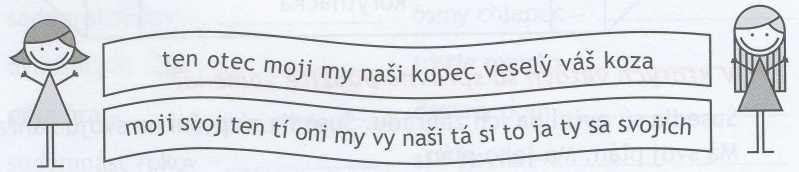 ten otec moji my naši kopec veselý váš koza
moji svoj ten tí oni my vy naši tá si to ja ty sa svojich